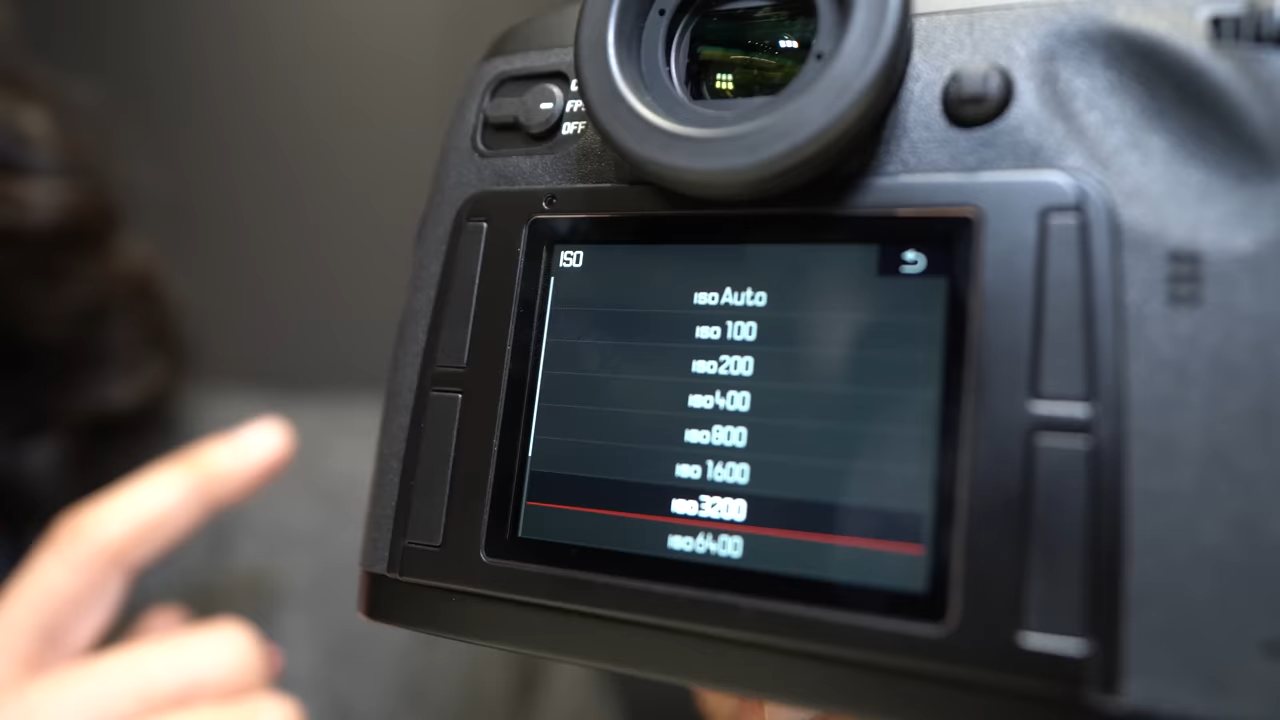 OFF
ISO
ISO Auto
ISO 100
ISO 200
ISO 400
ISO 800
ISO 1600
ISO 3200
ISO 6400